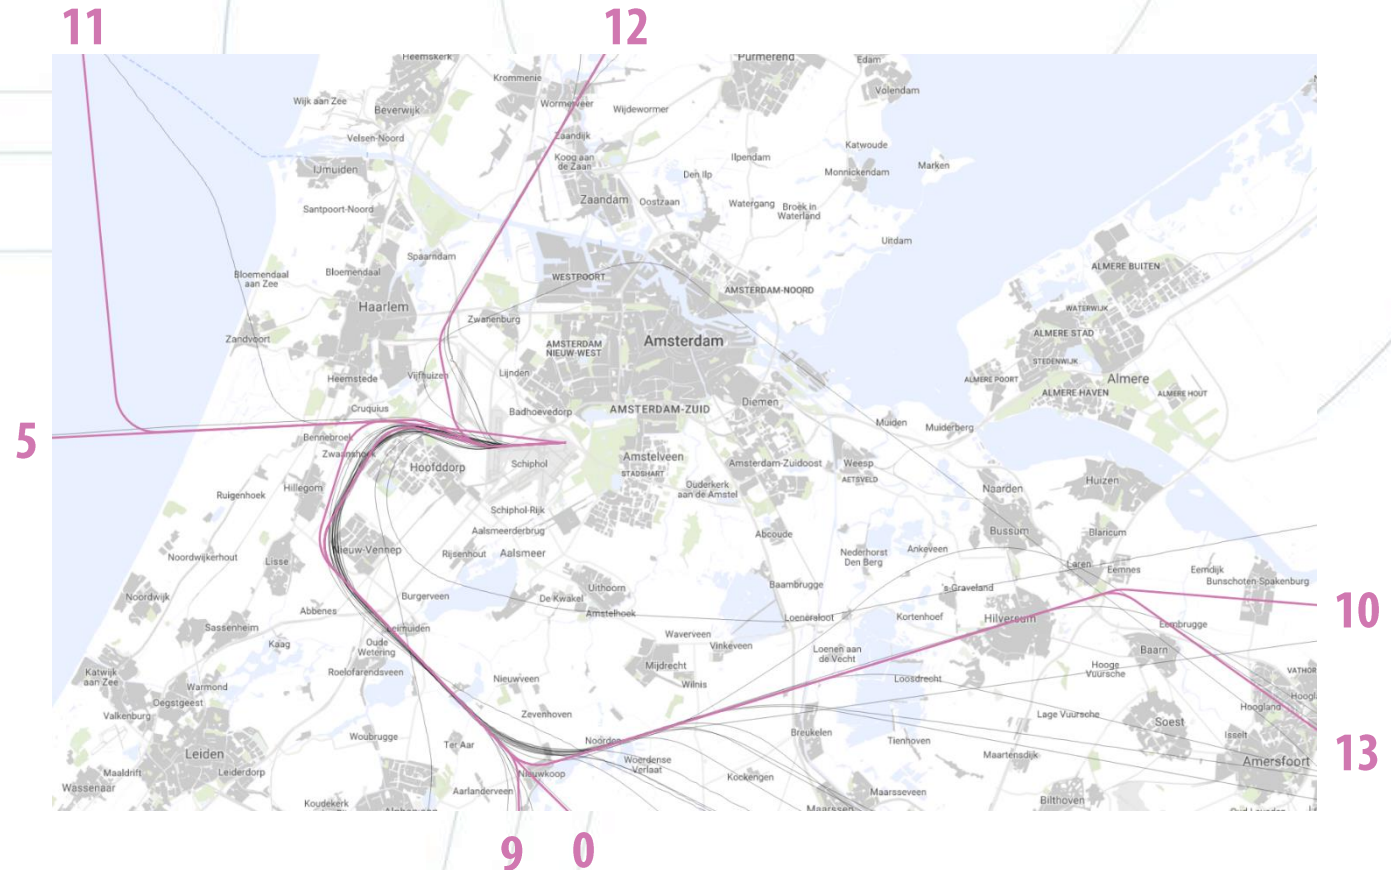 11
12
Heemskerk
Krommenie
Purmerend
Edam
Volendam
Wijk aan Zee
Beverwijk
Wormerveer
Wijdewormer
Velsen-Noord
Zaandijk
Katwoude
IJmuiden
Koog aan
de Zaan
Ilpendam
Marken
Den Ilp
Monnickendam
Santpoort-Noord
Zaandam
Oostzaan
Watergang
Broek in
Waterland
Uitdam
Spaarndam
Bloemendaal
aan Zee
Bloemendaal
WESTPOORT
ALMERE BUITEN
AMSTERDAM-NOORD
Haarlem
Zwanenburg
WATERWIJK
Zandvoort
AMSTERDAM
NIEUW-WEST
Amsterdam
ALMERE STAD
STEDENWIJK
Heemstede
Vijfhuizen
Lijnden
ALMERE POORT
Almere
ALMERE HAVEN
ALMERE HOUT
Cruquius
Badhoevedorp
AMSTERDAM-ZUID
Diemen
Muiden
Muiderberg
5
Bennebroek
Zwaanshoek
Hoofddorp
Schiphol
Amstelveen
STADSHART
Amsterdam-Zuidoost
Weesp
AETSVELD
Ruigenhoek
Hillegom
Ouderkerk
aan de Amstel
Naarden
Huizen
Schiphol-Rijk
Aalsmeerderbrug
Abcoude
Bussum
Blaricum
Noordwijkerhout
Lisse
Nieuw-Vennep
Rijsenhout
Aalsmeer
Nederhorst
Den Berg
Ankeveen
Laren
Eemnes
Eemdijk
Bunschoten-Spakenburg
Noordwijk
Burgerveen
Uithoorn
De Kwakel
Baambrugge
's-Graveland
Abbenes
Amstelhoek
Loenersloot
Kortenhoef
Hilversum
Eembrugge
10
Sassenheim
Leimuiden
Kaag
Oude
Wetering
Waverveen
Vinkeveen
Loenen aan
de Vecht
Baarn
Katwijk
aan Zee
Roelofarendsveen
Mijdrecht
Hooge
Vuursche
Warmond
Nieuwveen
Wilnis
Loosdrecht
Oegstgeest
Valkenburg
Zevenhoven
Lage Vuursche
Hoogland
Soest
Woubrugge
Ter Aar
Noorden
Breukelen
Tienhoven
Isselt
Leiden
Maartensdijk
Amersfoort
13
Maaldrift
Leiderdorp
Nieuwkoop
Woerdense
Verlaat
Kockengen
Wassenaar
Aarlanderveen
Maarsseveen
Koudekerk
Maarssen
Bilthoven
9
0